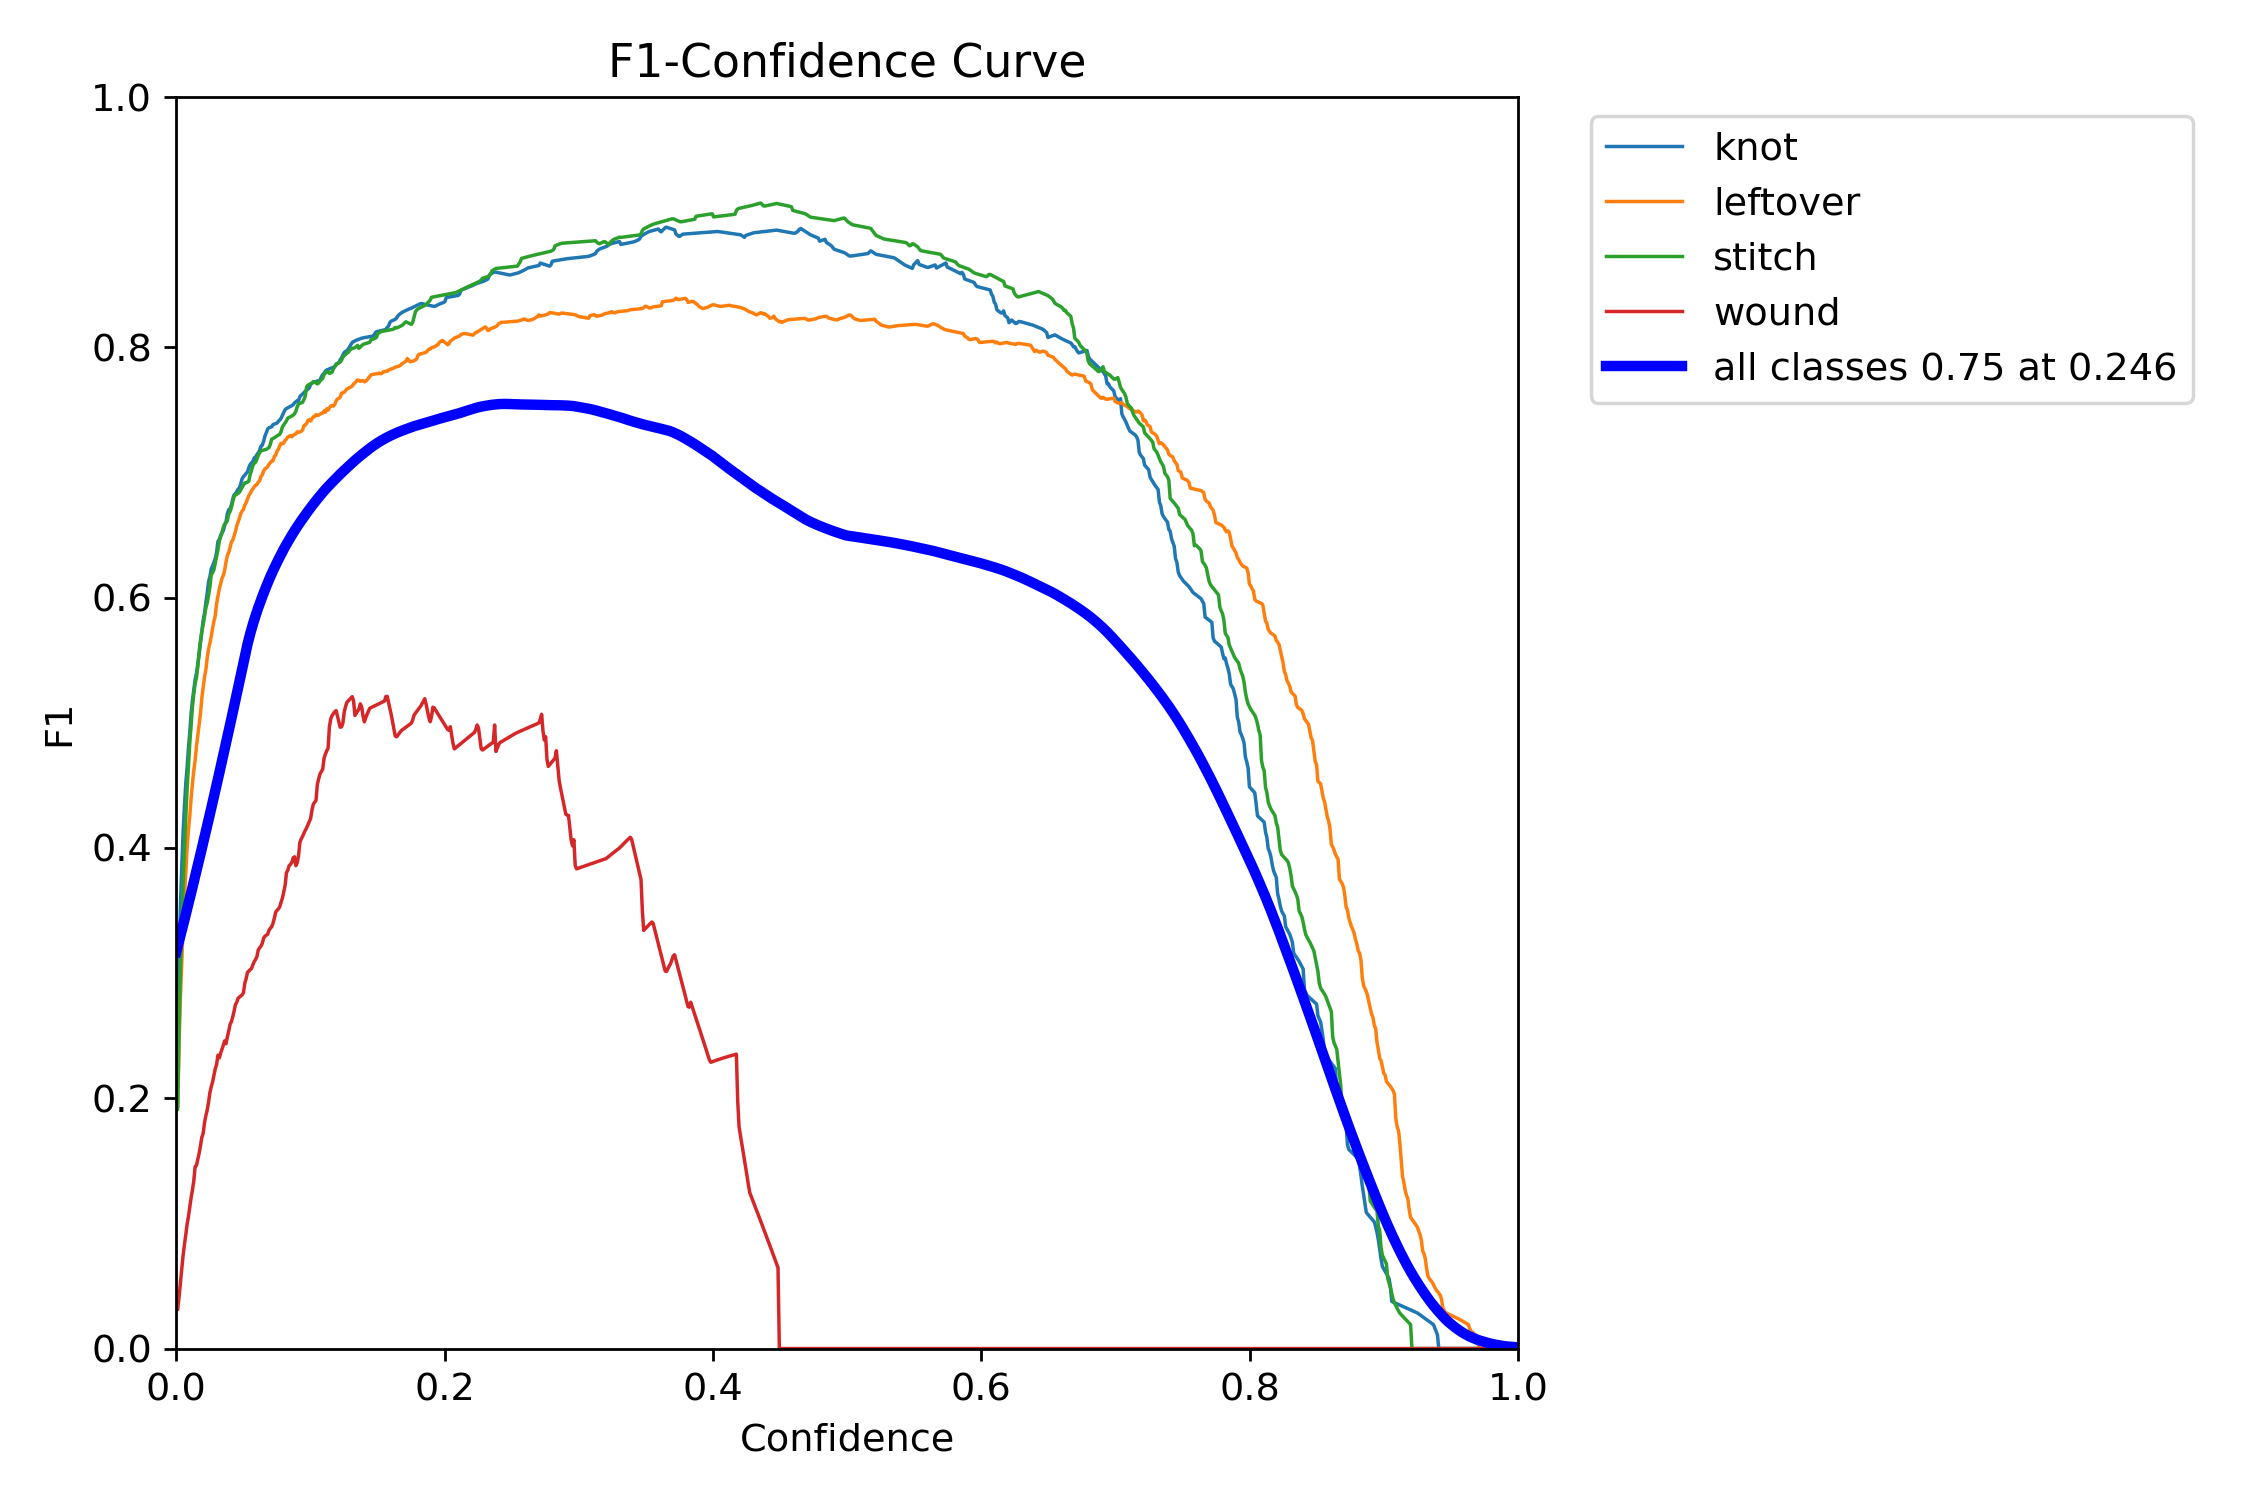 F1-Confidence Curve
1.0
0.8
0.6
0.4
0.2
0.0
F1
0.0 0.2 0.4 0.6 0.8 1.0
Confidence
knot
leftover
stitch
wound
all classes 0.75 at 0.246